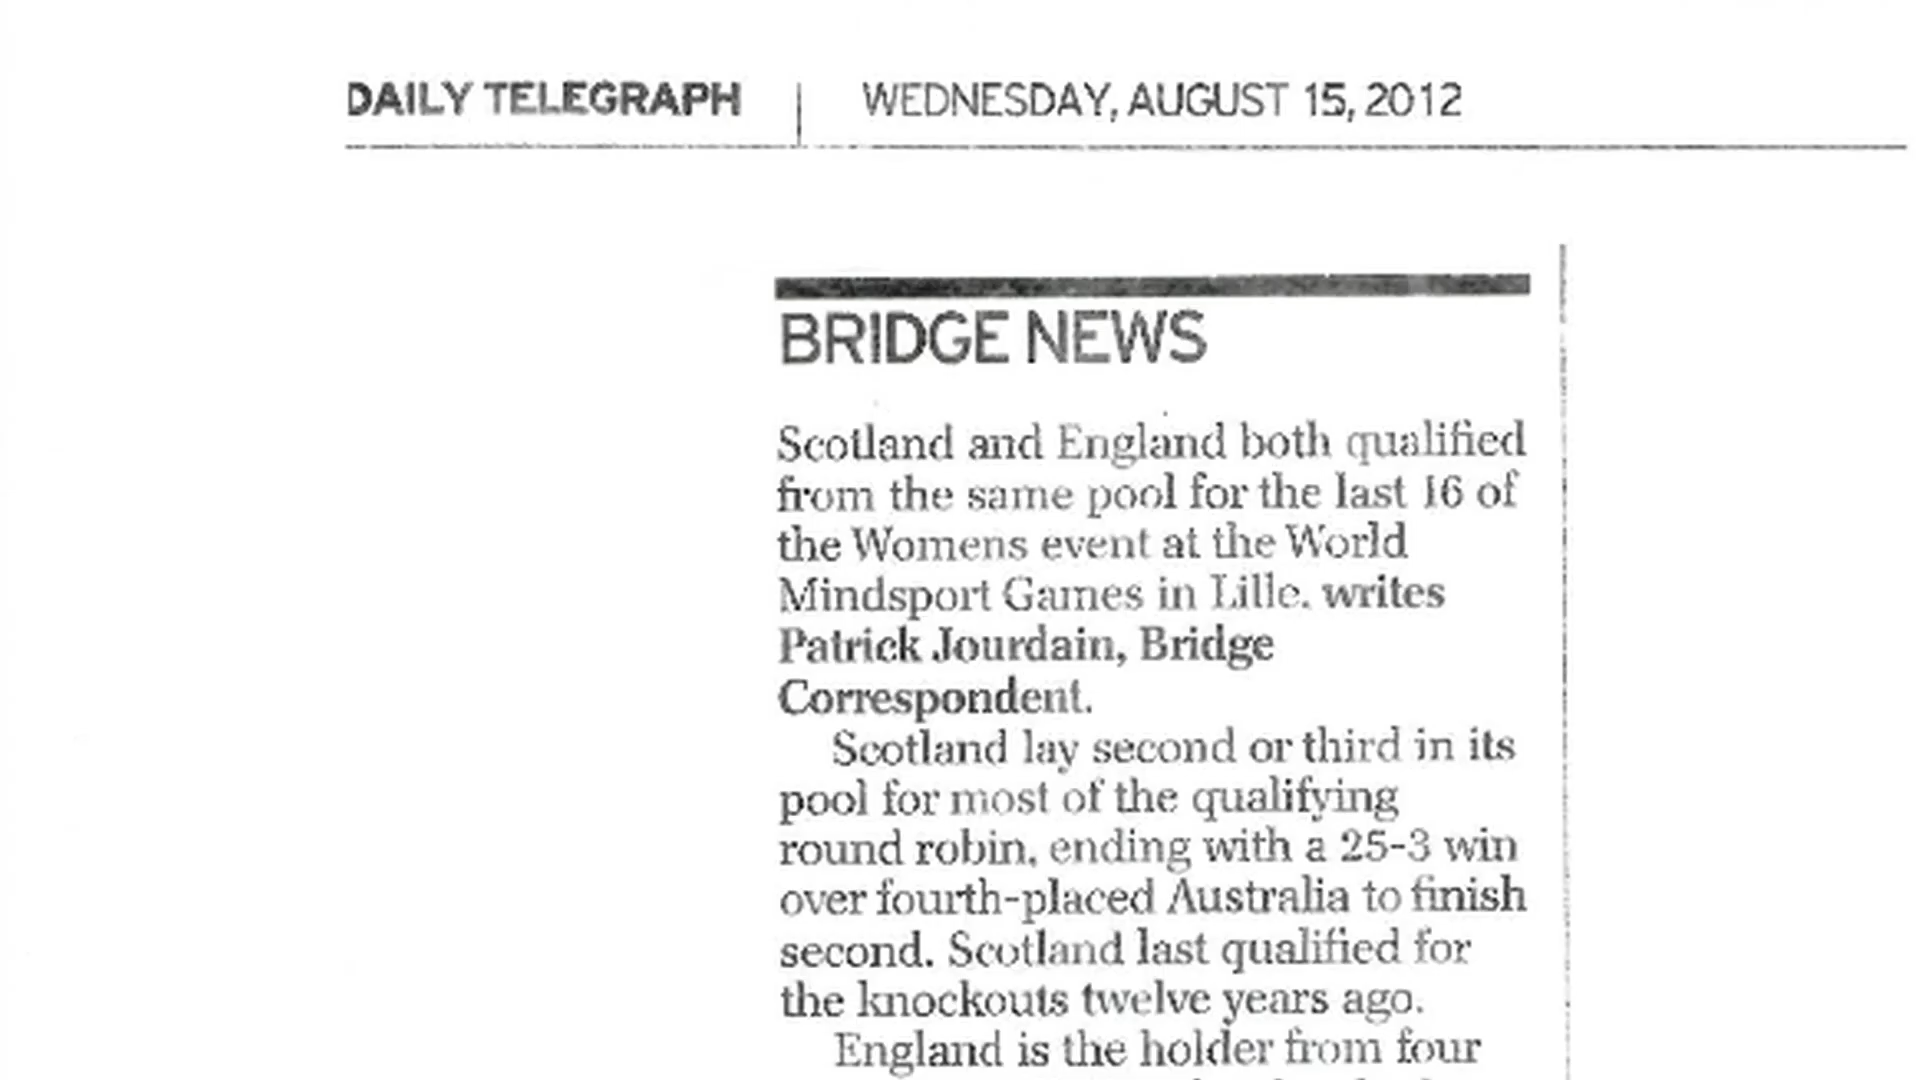 DAILY TELEGRAPH | WEDNESDAY, AUGUST 15, 2012
BRIDGE NEWS
Scotland and England both qualified
from the same pool for the last 16 of
the Womens event at the World
Mindsport Games in Lille. writes
Patrick Jourdain, Bridge
Correspondent.
Scotland lay second or third in its
pool for most of the qualifying
round robin, ending with a 25-3 win
over fourth-placed Australia to finish
second. Scotland last qualified for
the knockouts twelve years ago.
England is the holder from four